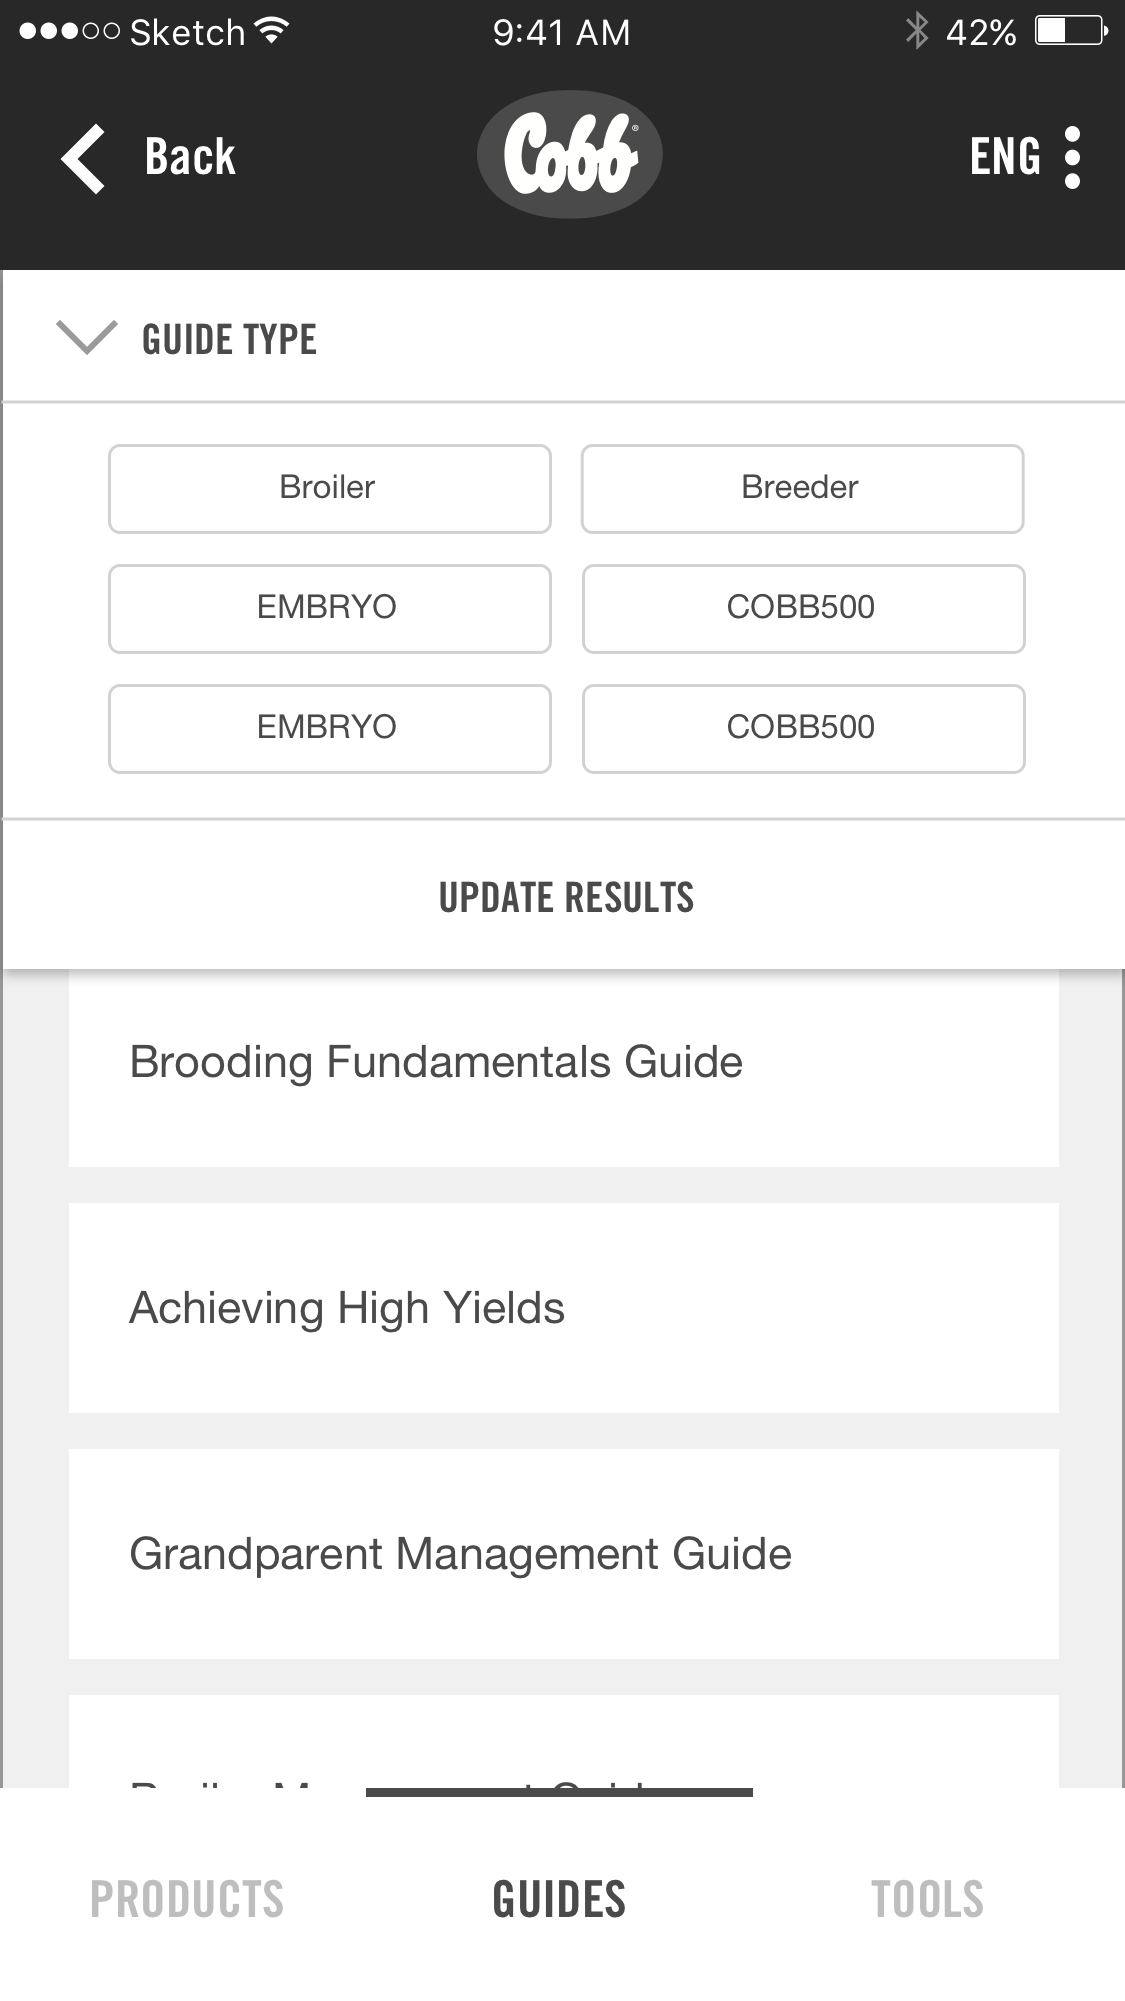 Sketch 9:41 AM 42%
Back Cobb® ENG
GUIDE TYPE
Broiler Breeder
EMBRYO COBB500
EMBRYO COBB500
UPDATE RESULTS
Brooding Fundamentals Guide
Achieving High Yields
Grandparent Management Guide
PRODUCTS GUIDES TOOLS